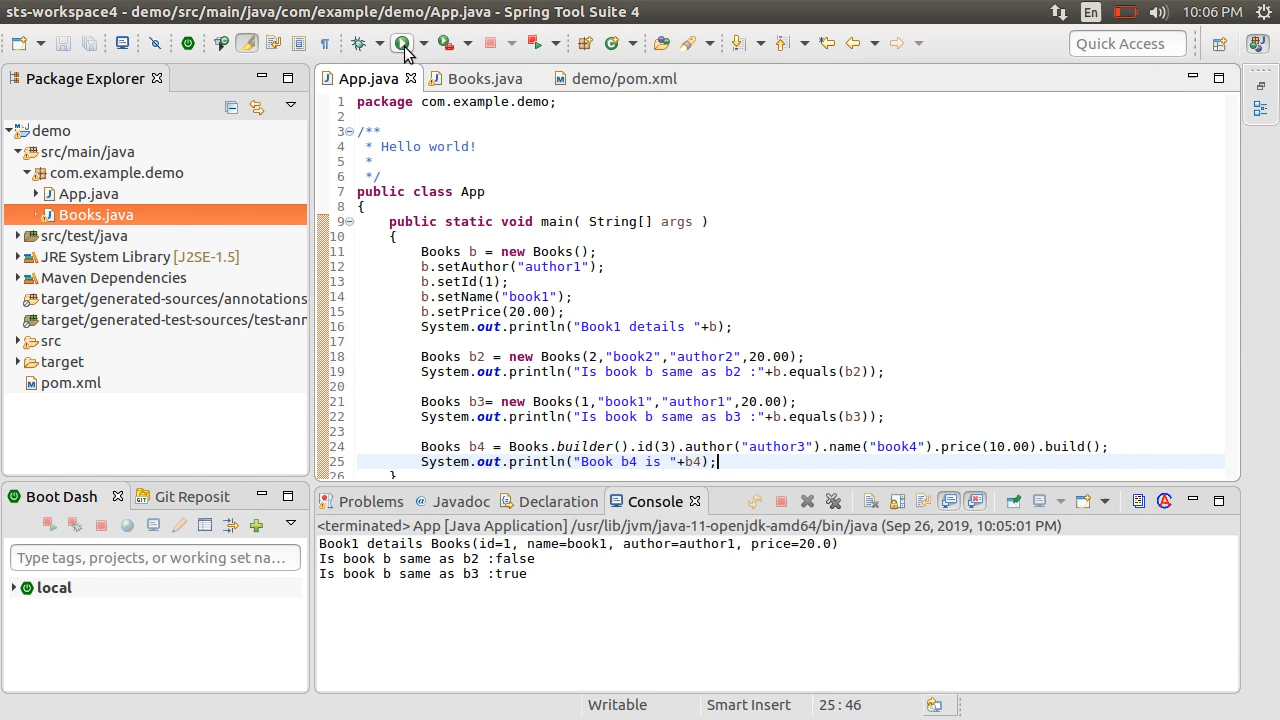 sts-workspace4 - demo/src/main/java/com/example/demo/App.java - Spring Tool Suite 4
En
10:06 PM
Quick Access
Package Explorer
demo
src/main/java
com.example.demo
App.java
Books.java
src/test/java
JRE System Library [J2SE-1.5]
Maven Dependencies
target/generated-sources/annotations
target/generated-test-sources/test-anr
src
target
pom.xml
App.java
Books.java
demo/pom.xml
1 package com.example.demo;
2
3 /**
4 * Hello world!
5 *
6 */
7 public class App
8 {
9 public static void main( String[] args )
10 {
11 Books b = new Books();
12 b.setAuthor("author1");
13 b.setId(1);
14 b.setName("book1");
15 b.setPrice(20.00);
16 System.out.println("Book1 details "+b);
17
18 Books b2 = new Books(2,"book2","author2",20.00);
19 System.out.println("Is book b same as b2 :"+b.equals(b2));
20
21 Books b3= new Books(1,"book1","author1",20.00);
22 System.out.println("Is book b same as b3 :"+b.equals(b3));
23
24 Books b4 = Books.builder().id(3).author("author3").name("book4").price(10.00).build();
25 System.out.println("Book b4 is "+b4);
26 }
Boot Dash
Git Reposit
Type tags, projects, or working set na...
local
Problems
@ Javadoc
Declaration
Console
<terminated> App [Java Application] /usr/lib/jvm/java-11-openjdk-amd64/bin/java (Sep 26, 2019, 10:05:01 PM)
Book1 details Books(id=1, name=book1, author=author1, price=20.0)
Is book b same as b2 :false
Is book b same as b3 :true
Writable
Smart Insert
25 : 46